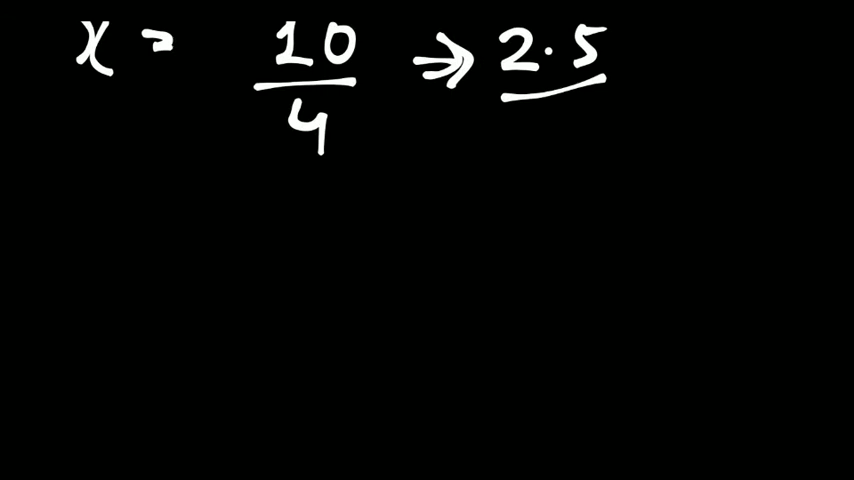 x = 10/4 ⇒ 2.5